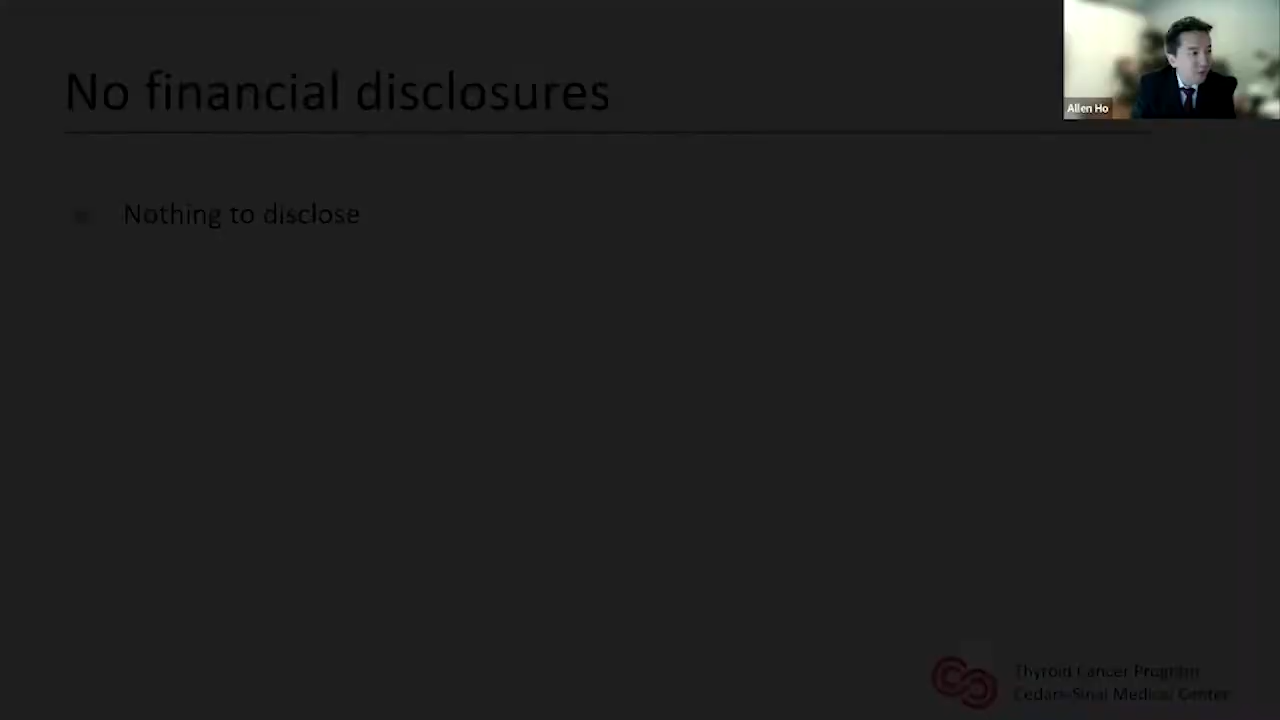 No financial disclosures
Allen Ho
Nothing to disclose
Thyroid Cancer Program
Cedars-Sinai Medical Center